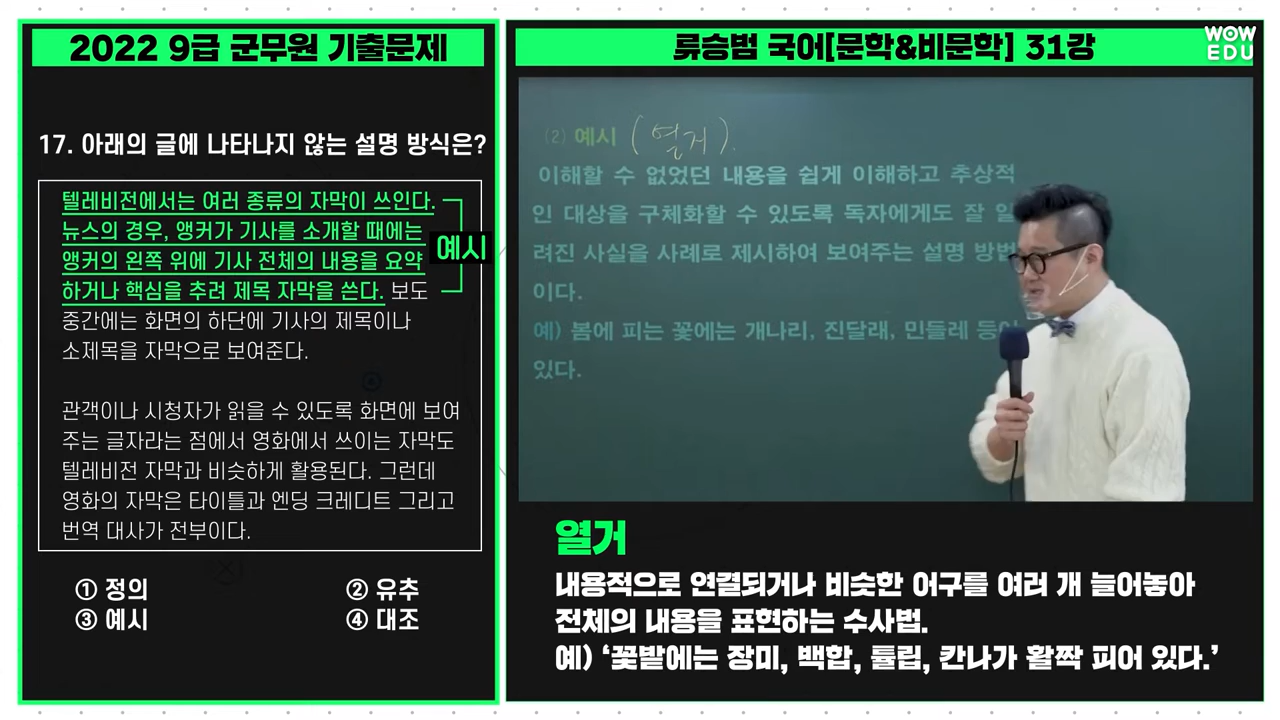 2022 9급 군무원 기출문제
17. 아래의 글에 나타나지 않는 설명 방식은?
텔레비전에서는 여러 종류의 자막이 쓰인다.
뉴스의 경우, 앵커가 기사를 소개할 때에는
앵커의 왼쪽 위에 기사 전체의 내용을 요약
하거나 핵심을 추려 제목 자막을 쓴다. 보도
중간에는 화면의 하단에 기사의 제목이나
소제목을 자막으로 보여준다.
예시
관객이나 시청자가 읽을 수 있도록 화면에 보여
주는 글자라는 점에서 영화에서 쓰이는 자막도
텔레비전 자막과 비슷하게 활용된다. 그런데
영화의 자막은 타이틀과 엔딩 크레디트 그리고
번역 대사가 전부이다.
① 정의 ② 유추
③ 예시 ④ 대조
류승범 국어[문학&비문학] 31강
WOW
EDU
(2) 예시 (열거).
이해할 수 없었던 내용을 쉽게 이해하고 추상적
인 대상을 구체화할 수 있도록 독자에게도 잘 알
려진 사실을 사례로 제시하여 보여주는 설명 방법
이다.
예) 봄에 피는 꽃에는 개나리, 진달래, 민들레 등이
있다.
열거
내용적으로 연결되거나 비슷한 어구를 여러 개 늘어놓아
전체의 내용을 표현하는 수사법.
예) ‘꽃밭에는 장미, 백합, 튤립, 칸나가 활짝 피어 있다.’